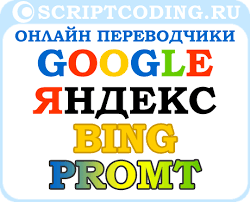 SCRIPTCODING.RU
ОНЛАЙН ПЕРЕВОДЧИКИ
GOOGLE
ЯНДЕКС
BING
PROMT